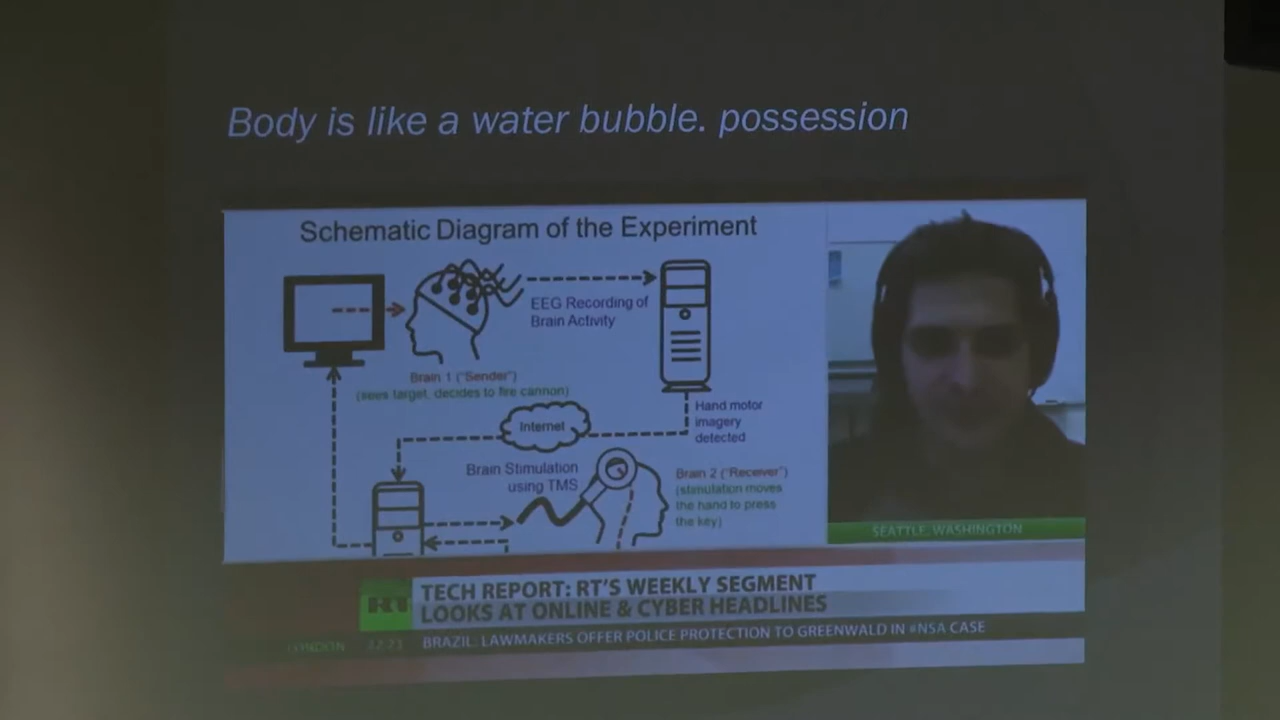 Body is like a water bubble. possession
Schematic Diagram of the Experiment
EEG Recording of
Brain Activity
Brain 1 ("Sender")
(sees target, decides to fire cannon)
Hand motor
imagery
detected
Internet
Brain Stimulation
using TMS
Brain 2 ("Receiver")
(stimulation moves
the hand to press
the key)
SEATTLE, WASHINGTON
RT
TECH REPORT: RT'S WEEKLY SEGMENT
LOOKS AT ONLINE & CYBER HEADLINES
LONDON 22:21
BRAZIL: LAWMAKERS OFFER POLICE PROTECTION TO GREENWALD IN #NSA CASE